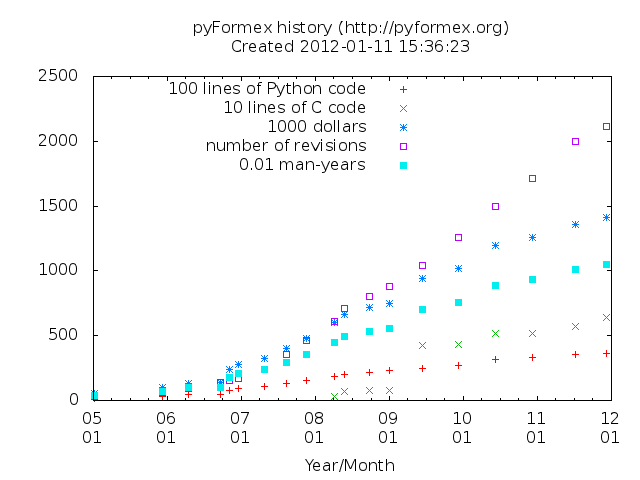 pyFormex history (http://pyformex.org)
Created 2012-01-11 15:36:23
2500
2000
1500
1000
500
0
100 lines of Python code
10 lines of C code
1000 dollars
number of revisions
0.01 man-years
05 06 07 08 09 10 11 12
01 01 01 01 01 01 01 01
Year/Month